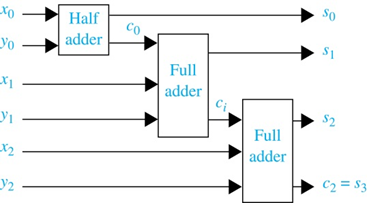 x₀
Half
adder
s₀
y₀
c₀
s₁
Full
adder
x₁
cᵢ
y₁
s₂
Full
adder
x₂
y₂
c₂ = s₃